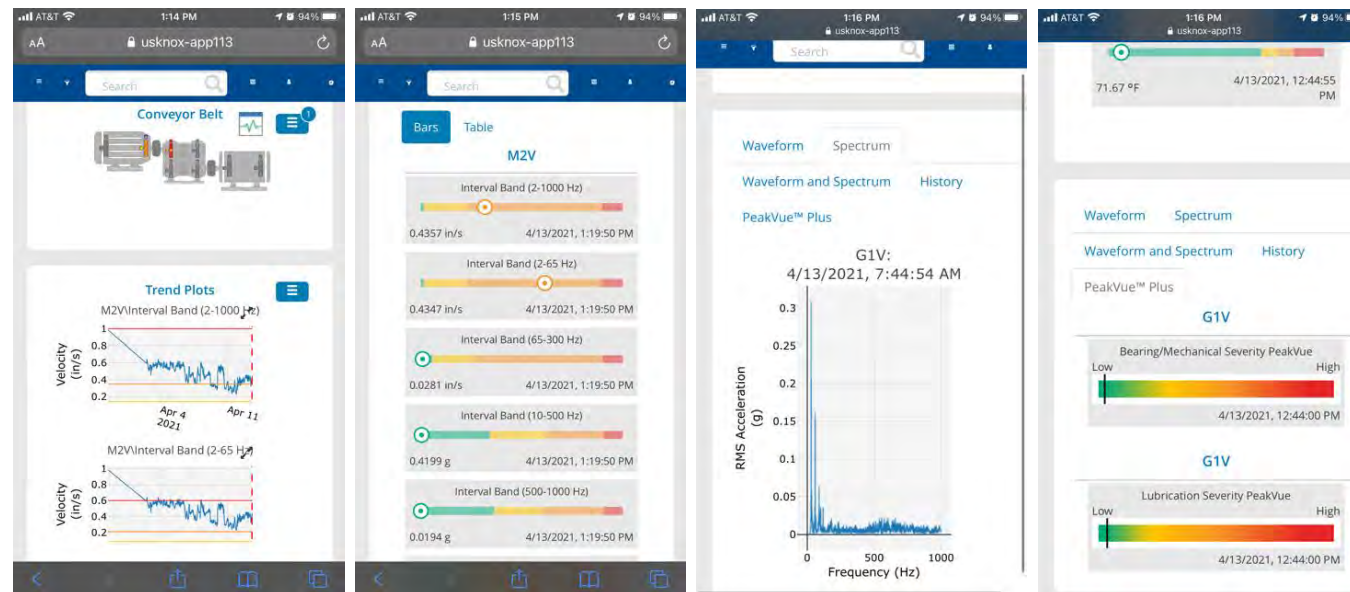 AT&T 1:14 PM 94%
AA usknox-app113
Search
Conveyor Belt
1
Trend Plots
M2V\Interval Band (2-1000 Hz)
Velocity
(in/s)
1
0.8
0.6
0.4
0.2
Apr 4
2021
Apr 11
M2V\Interval Band (2-65 Hz)
Velocity
(in/s)
1
0.8
0.6
0.4
0.2
AT&T 1:15 PM 94%
AA usknox-app113
Search
Bars Table
M2V
Interval Band (2-1000 Hz)
0.4357 in/s 4/13/2021, 1:19:50 PM
Interval Band (2-65 Hz)
0.4347 in/s 4/13/2021, 1:19:50 PM
Interval Band (65-300 Hz)
0.0281 in/s 4/13/2021, 1:19:50 PM
Interval Band (10-500 Hz)
0.4199 g 4/13/2021, 1:19:50 PM
Interval Band (500-1000 Hz)
0.0194 g 4/13/2021, 1:19:50 PM
AT&T 1:16 PM 94%
usknox-app113
Search
Waveform Spectrum
Waveform and Spectrum History
PeakVue™ Plus
G1V:
4/13/2021, 7:44:54 AM
RMS Acceleration
(g)
0.3
0.25
0.2
0.15
0.1
0.05
0
0 500 1000
Frequency (Hz)
AT&T 1:16 PM 94%
usknox-app113
71.67 ºF 4/13/2021, 12:44:55
PM
Waveform Spectrum
Waveform and Spectrum History
PeakVue™ Plus
G1V
Bearing/Mechanical Severity PeakVue
Low High
4/13/2021, 12:44:00 PM
G1V
Lubrication Severity PeakVue
Low High
4/13/2021, 12:44:00 PM